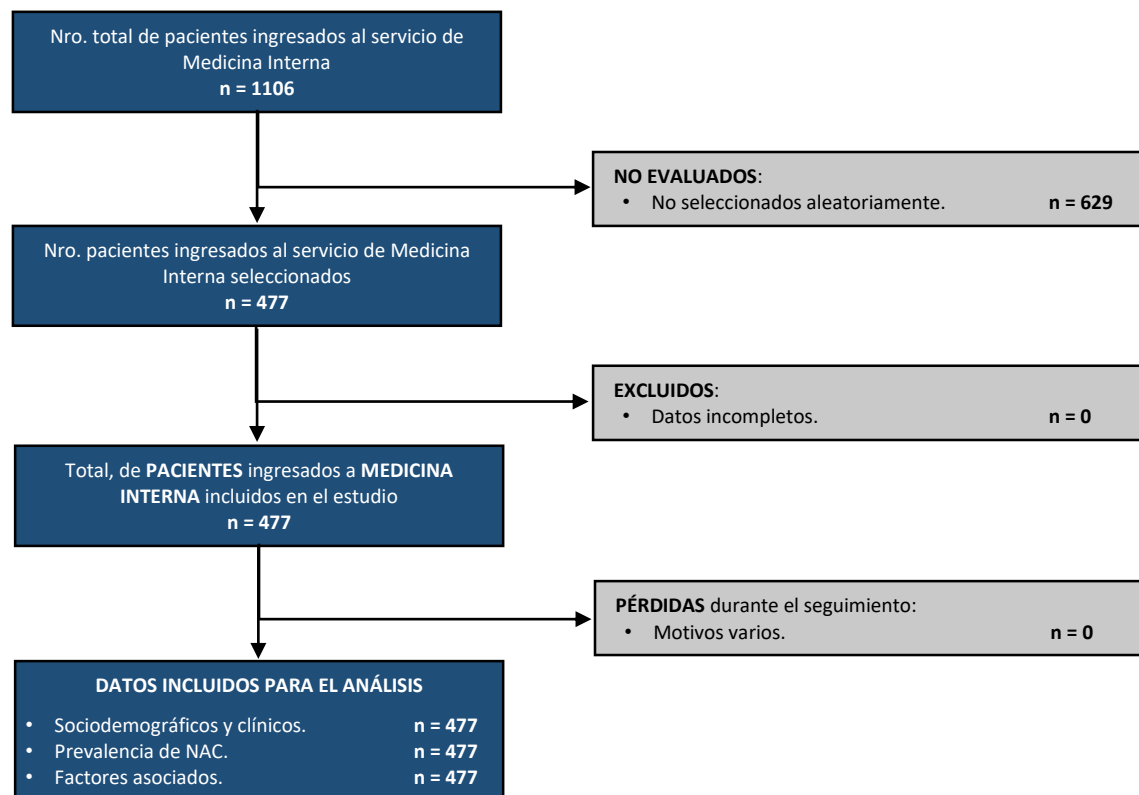 Nro. total de pacientes ingresados al servicio de
Medicina Interna
n = 1106
NO EVALUADOS:
• No seleccionados aleatoriamente. n = 629
Nro. pacientes ingresados al servicio de Medicina
Interna seleccionados
n = 477
EXCLUIDOS:
• Datos incompletos. n = 0
Total, de PACIENTES ingresados a MEDICINA
INTERNA incluidos en el estudio
n = 477
PÉRDIDAS durante el seguimiento:
• Motivos varios. n = 0
DATOS INCLUIDOS PARA EL ANÁLISIS
• Sociodemográficos y clínicos. n = 477
• Prevalencia de NAC. n = 477
• Factores asociados. n = 477